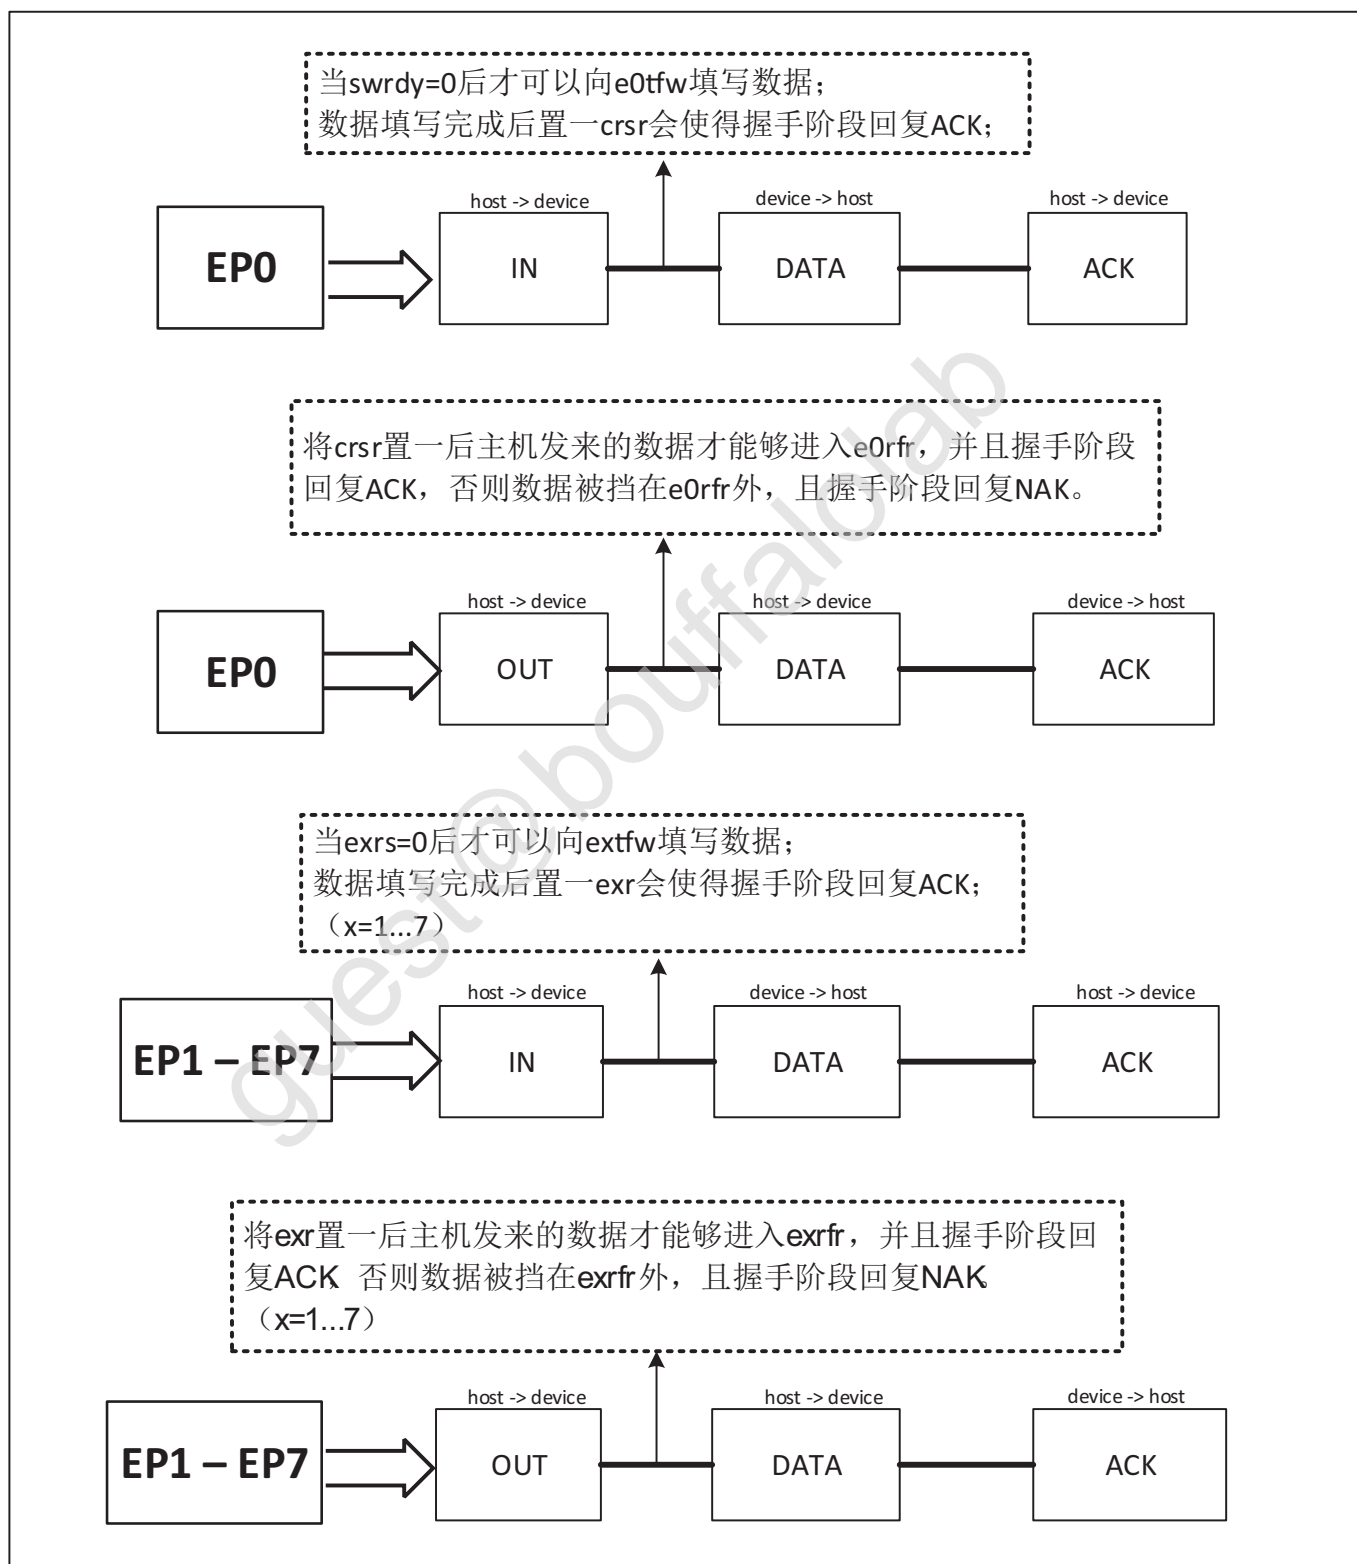 当swrdy=0后才可以向e0tfw填写数据；
数据填写完成后置一crsr会使得握手阶段回复ACK；
host -> device
device -> host
host -> device
EP0
IN
DATA
ACK
将crsr置一后主机发来的数据才能够进入e0rfr，并且握手阶段
回复ACK，否则数据被挡在e0rfr外，且握手阶段回复NAK。
host -> device
host -> device
device -> host
EP0
OUT
DATA
ACK
当exrs=0后才可以向extfw填写数据；
数据填写完成后置一exr会使得握手阶段回复ACK；
（x=1...7）
host -> device
device -> host
host -> device
EP1 – EP7
IN
DATA
ACK
将exr置一后主机发来的数据才能够进入exrfr，并且握手阶段回
复ACK，否则数据被挡在exrfr外，且握手阶段回复NAK。
（x=1...7）
host -> device
host -> device
device -> host
EP1 – EP7
OUT
DATA
ACK
guest@bouffalolab